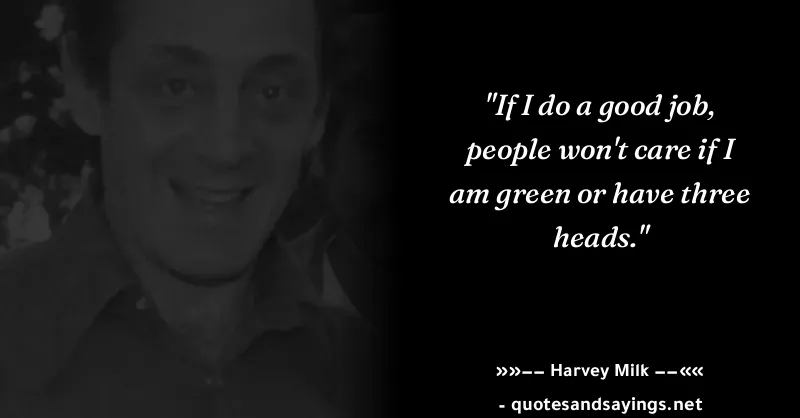 "If I do a good job,
people won't care if I
am green or have three
heads."
»»−− Harvey Milk −−««
- quotesandsayings.net